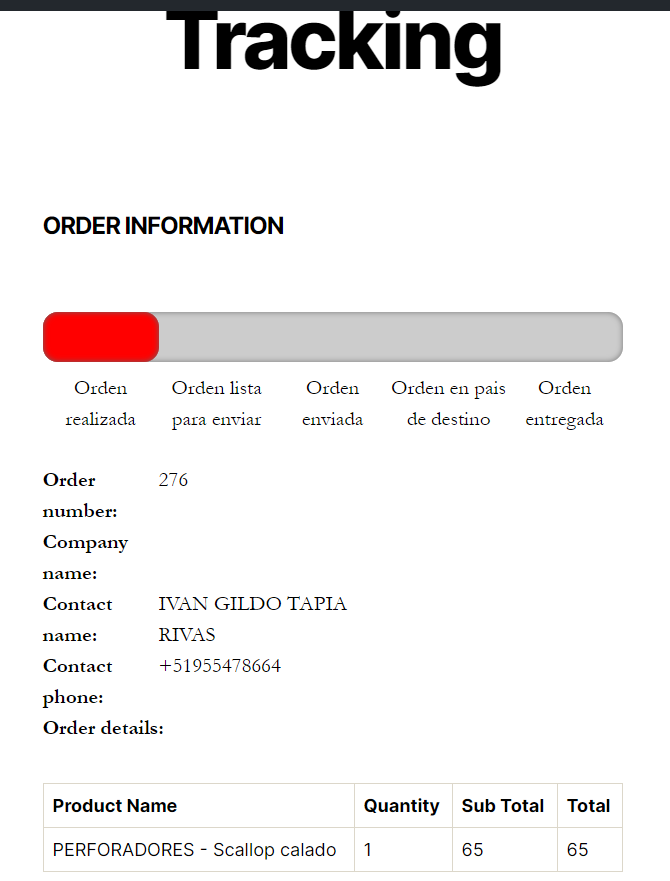 Tracking
ORDER INFORMATION
Orden realizada
Orden lista para enviar
Orden enviada
Orden en pais de destino
Orden entregada
Order number: 276
Company name:
Contact name: IVAN GILDO TAPIA RIVAS
Contact phone: +51955478664
Order details:
Product Name Quantity Sub Total Total
PERFORADORES - Scallop calado 1 65 65